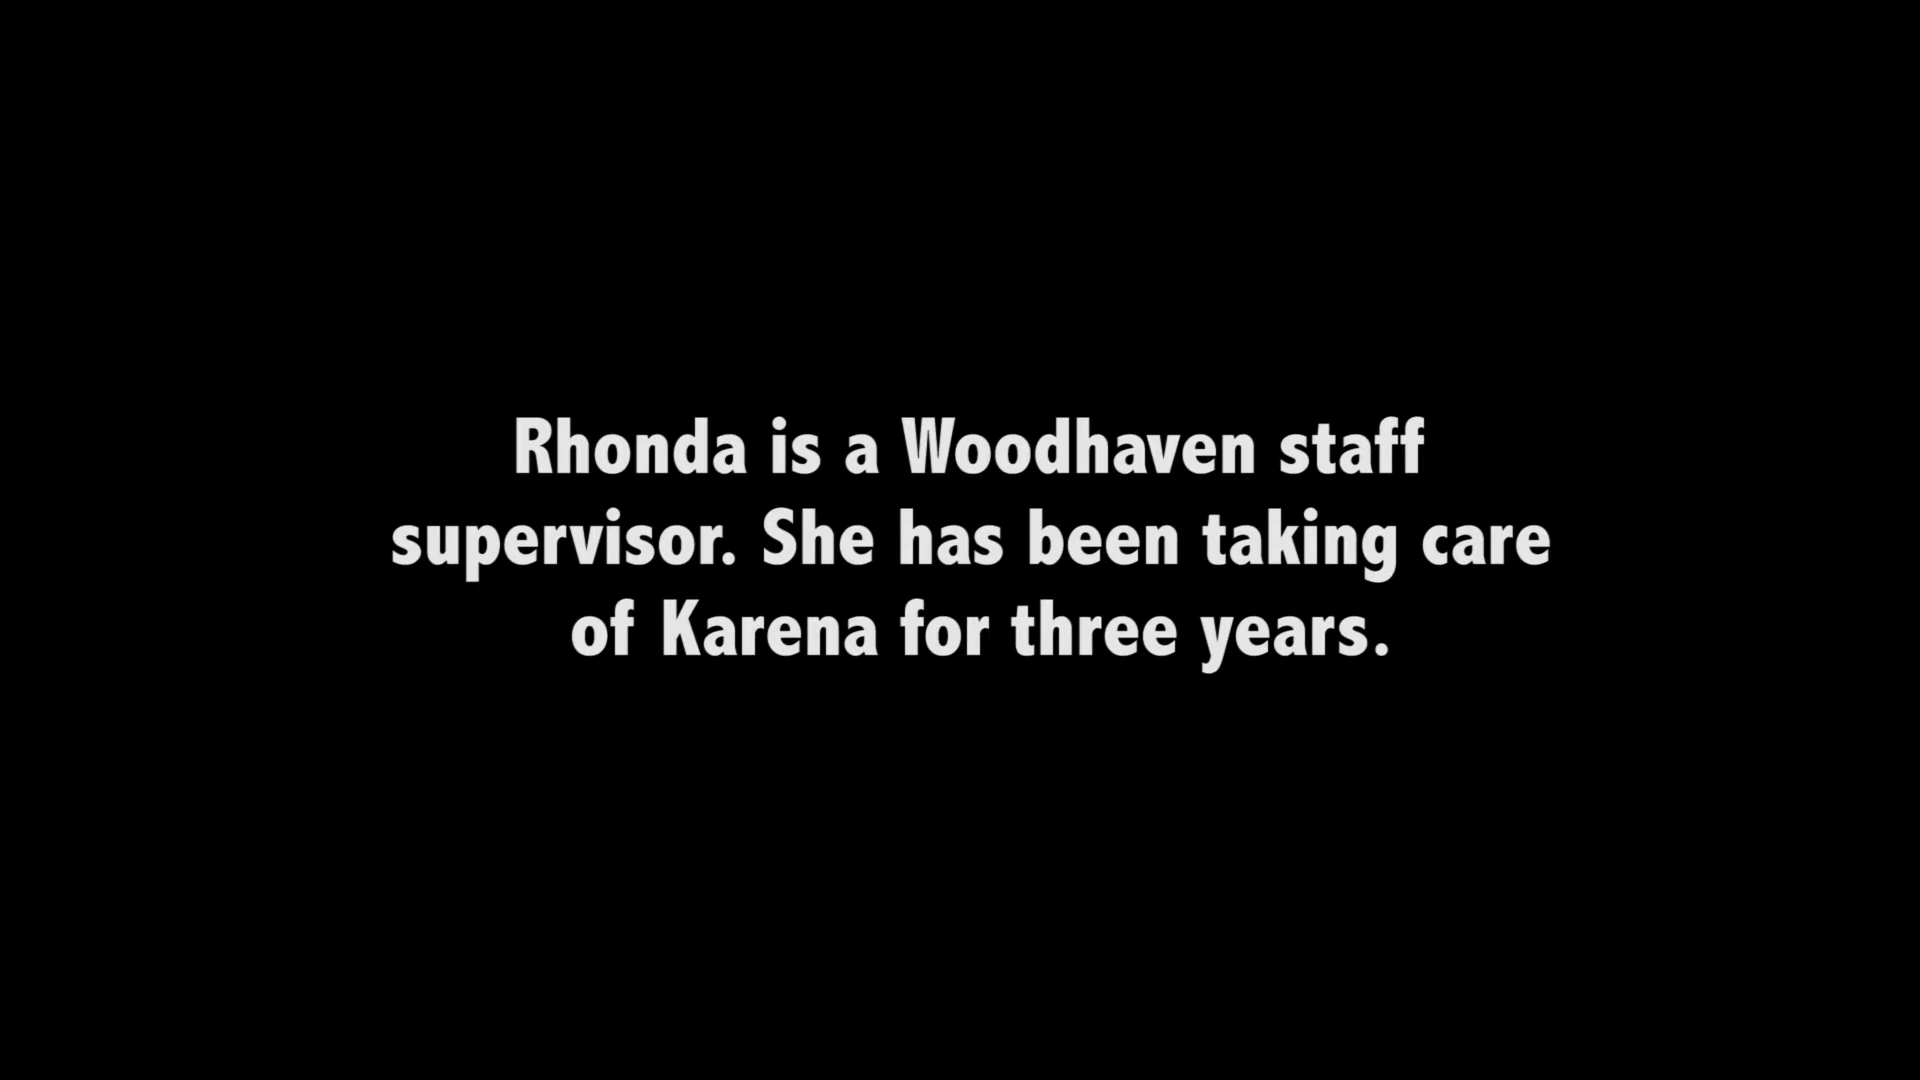 Rhonda is a Woodhaven staff
supervisor. She has been taking care
of Karena for three years.